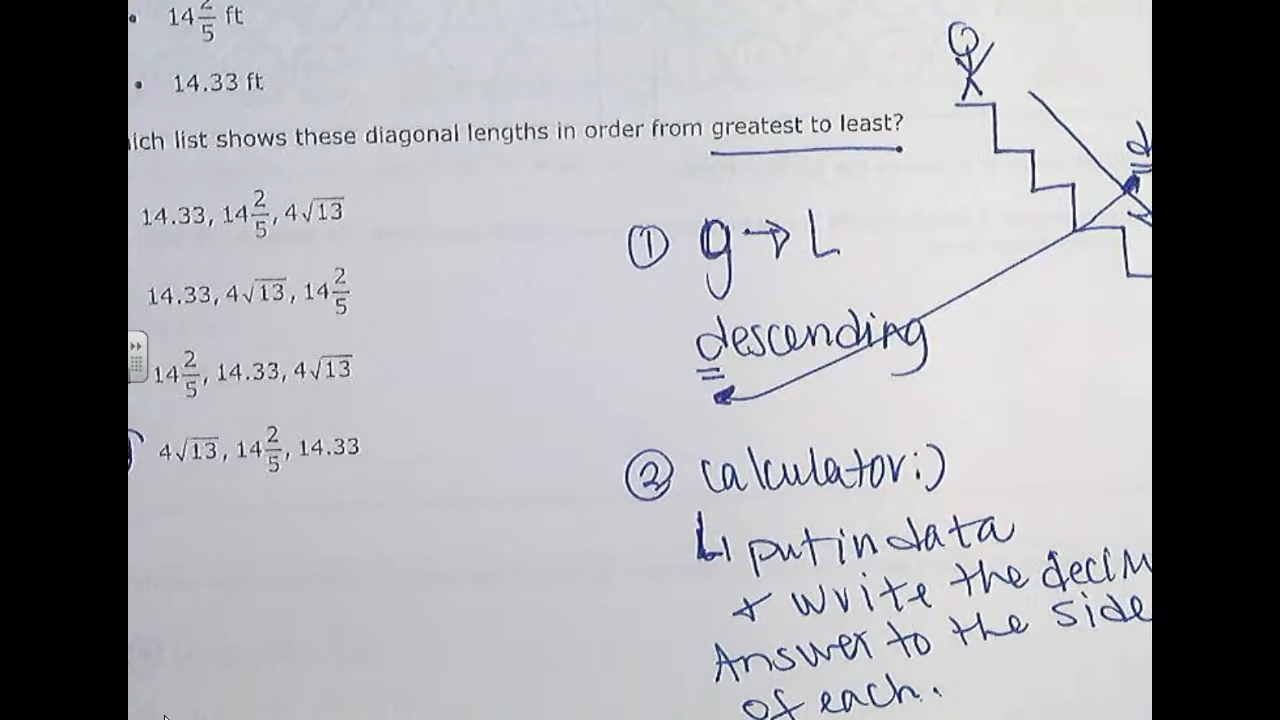 14 2/5 ft
• 14.33 ft
ich list shows these diagonal lengths in order from greatest to least?
14.33, 14 2/5, 4√13
14.33, 4√13, 14 2/5
14 2/5, 14.33, 4√13
4√13, 14 2/5, 14.33
① g → L
descending
② calculator:)
put in data
+ write the decim
Answer to the side
of each.